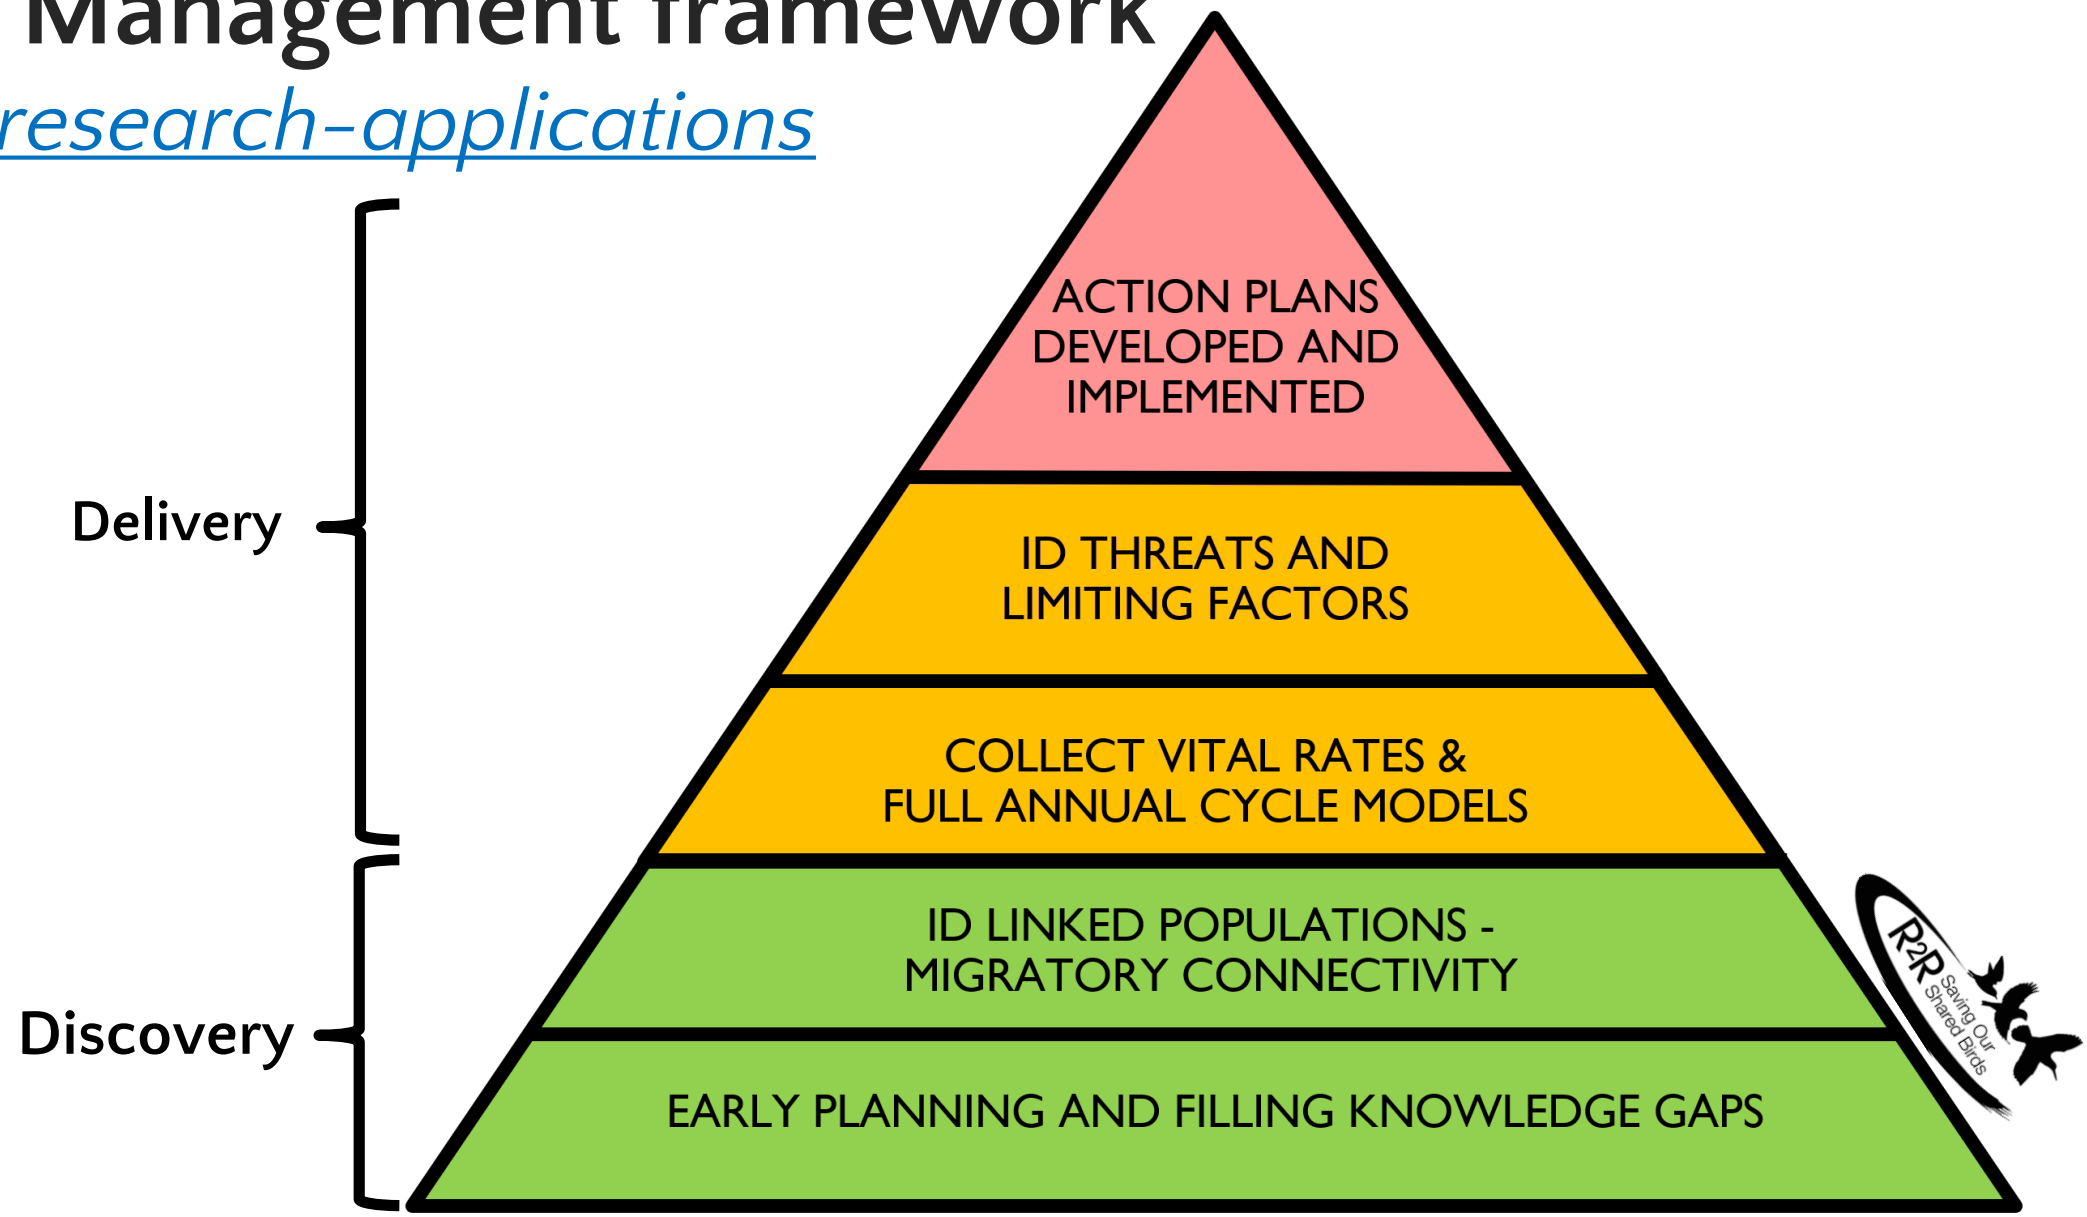 Management framework
research-applications
ACTION PLANS
DEVELOPED AND
IMPLEMENTED
Delivery
ID THREATS AND
LIMITING FACTORS
COLLECT VITAL RATES &
FULL ANNUAL CYCLE MODELS
ID LINKED POPULATIONS -
MIGRATORY CONNECTIVITY
Discovery
EARLY PLANNING AND FILLING KNOWLEDGE GAPS
R2R
Saving Our
Shared Birds